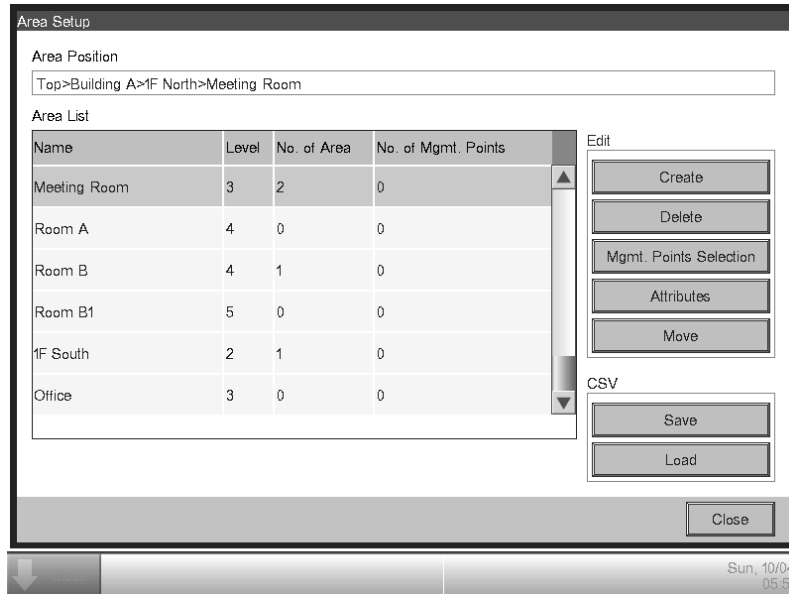 Area Setup
Area Position
Top>Building A>1F North>Meeting Room
Area List
Name Level No. of Area No. of Mgmt. Points
Meeting Room 3 2 0
Room A 4 0 0
Room B 4 1 0
Room B1 5 0 0
1F South 2 1 0
Office 3 0 0
Edit
Create
Delete
Mgmt. Points Selection
Attributes
Move
CSV
Save
Load
Close
Sun, 10/0
05:5